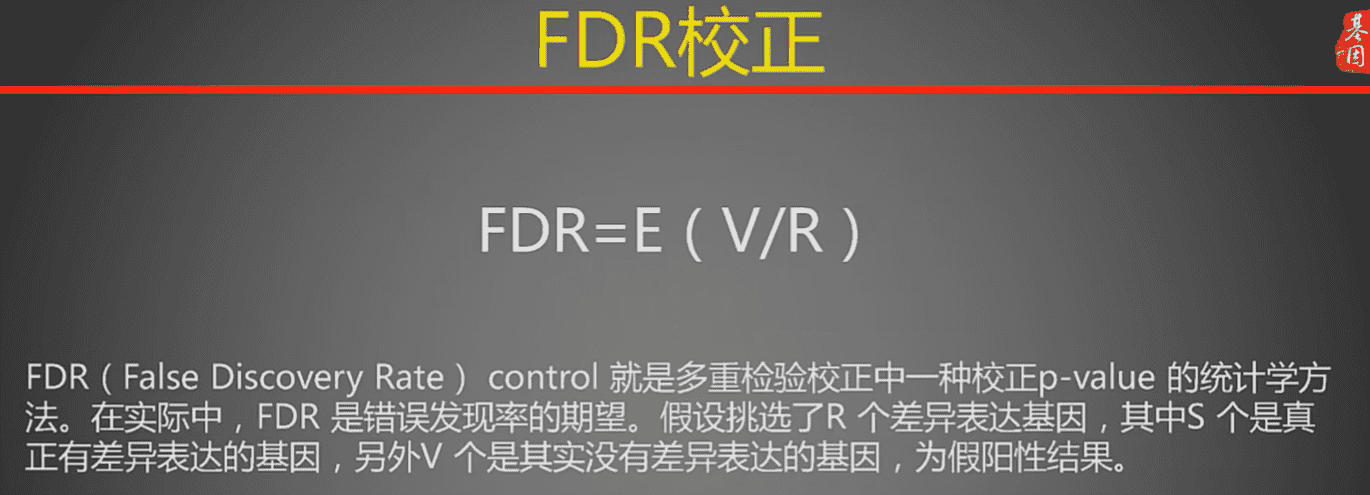 FDR校正
基因
FDR=E（V/R）
FDR（False Discovery Rate） control 就是多重检验校正中一种校正p-value 的统计学方
法。在实际中，FDR 是错误发现率的期望。假设挑选了R 个差异表达基因，其中S 个是真
正有差异表达的基因，另外V 个是其实没有差异表达的基因，为假阳性结果。